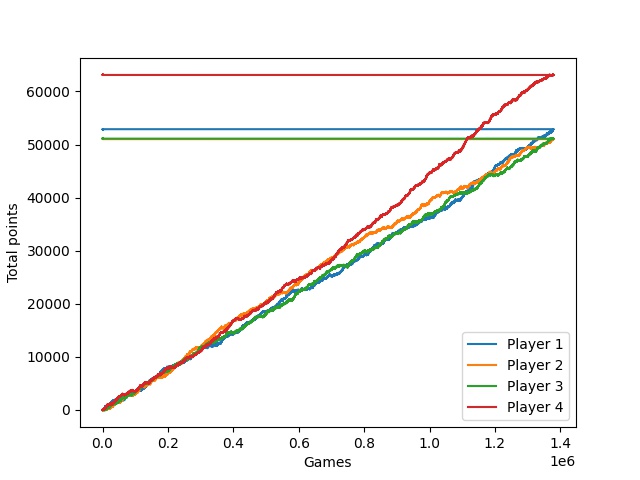 60000
50000
40000
30000
20000
10000
0
Total points
0.0 0.2 0.4 0.6 0.8 1.0 1.2 1.4
1e6
Games
Player 1
Player 2
Player 3
Player 4